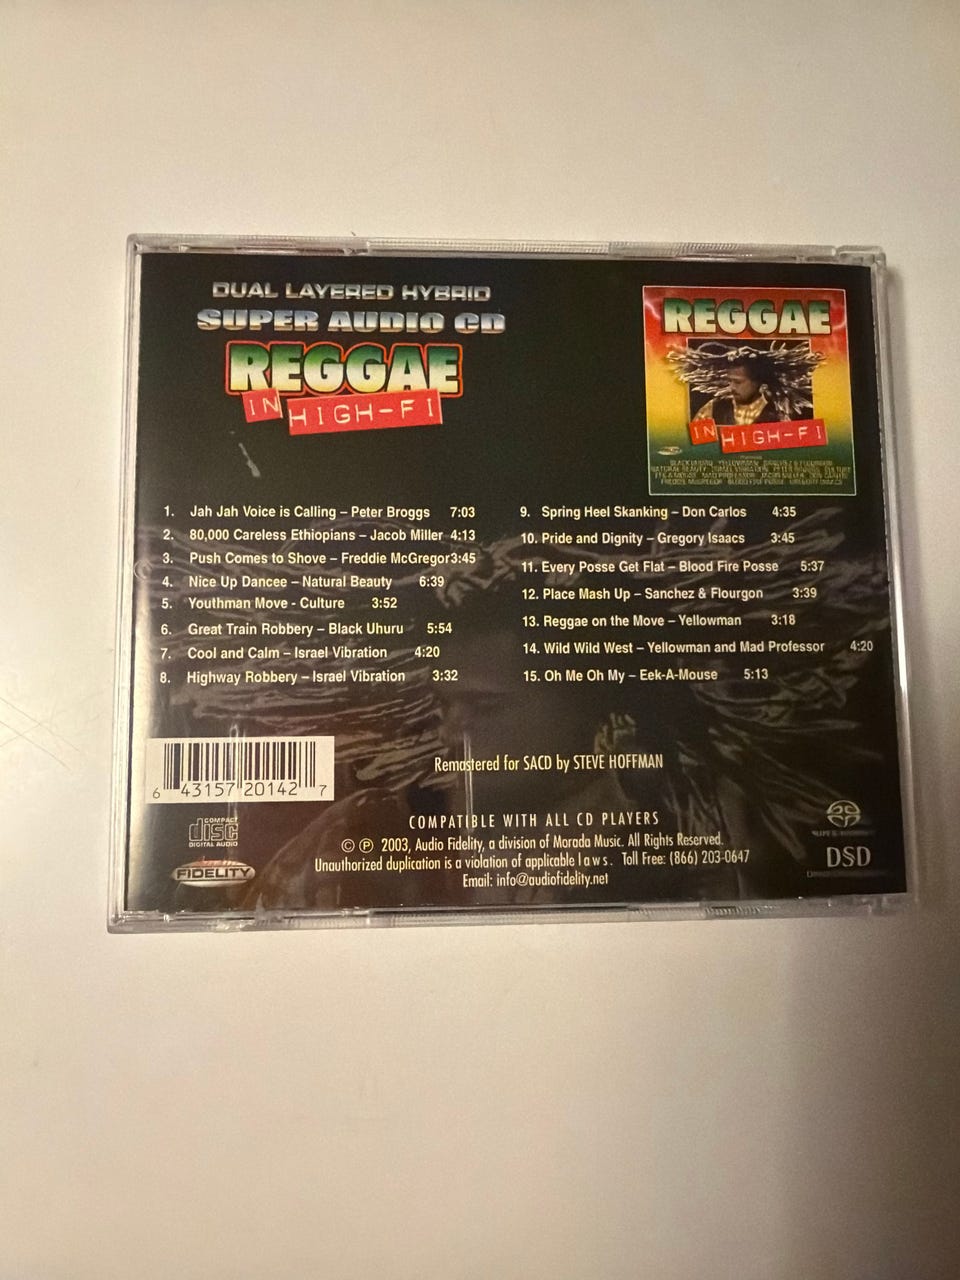 DUAL LAYERED HYBRID
SUPER AUDIO CD
REGGAE
IN HIGH-FI
REGGAE
IN HIGH-FI
1. Jah Jah Voice is Calling – Peter Broggs 7:03
2. 80,000 Careless Ethiopians – Jacob Miller 4:13
3. Push Comes to Shove – Freddie McGregor3:45
4. Nice Up Dancee – Natural Beauty 6:39
5. Youthman Move - Culture 3:52
6. Great Train Robbery – Black Uhuru 5:54
7. Cool and Calm – Israel Vibration 4:20
8. Highway Robbery – Israel Vibration 3:32
9. Spring Heel Skanking – Don Carlos 4:35
10. Pride and Dignity – Gregory Isaacs 3:45
11. Every Posse Get Flat – Blood Fire Posse 5:37
12. Place Mash Up – Sanchez & Flourgon 3:39
13. Reggae on the Move – Yellowman 3:18
14. Wild Wild West – Yellowman and Mad Professor 4:20
15. Oh Me Oh My – Eek-A-Mouse 5:13
6 43157 20142 7
Remastered for SACD by STEVE HOFFMAN
COMPACT
disc
DIGITAL AUDIO
FIDELITY
COMPATIBLE WITH ALL CD PLAYERS
© ℗ 2003, Audio Fidelity, a division of Morada Music. All Rights Reserved.
Unauthorized duplication is a violation of applicable laws. Toll Free: (866) 203-0647
Email: info@audiofidelity.net
DSD